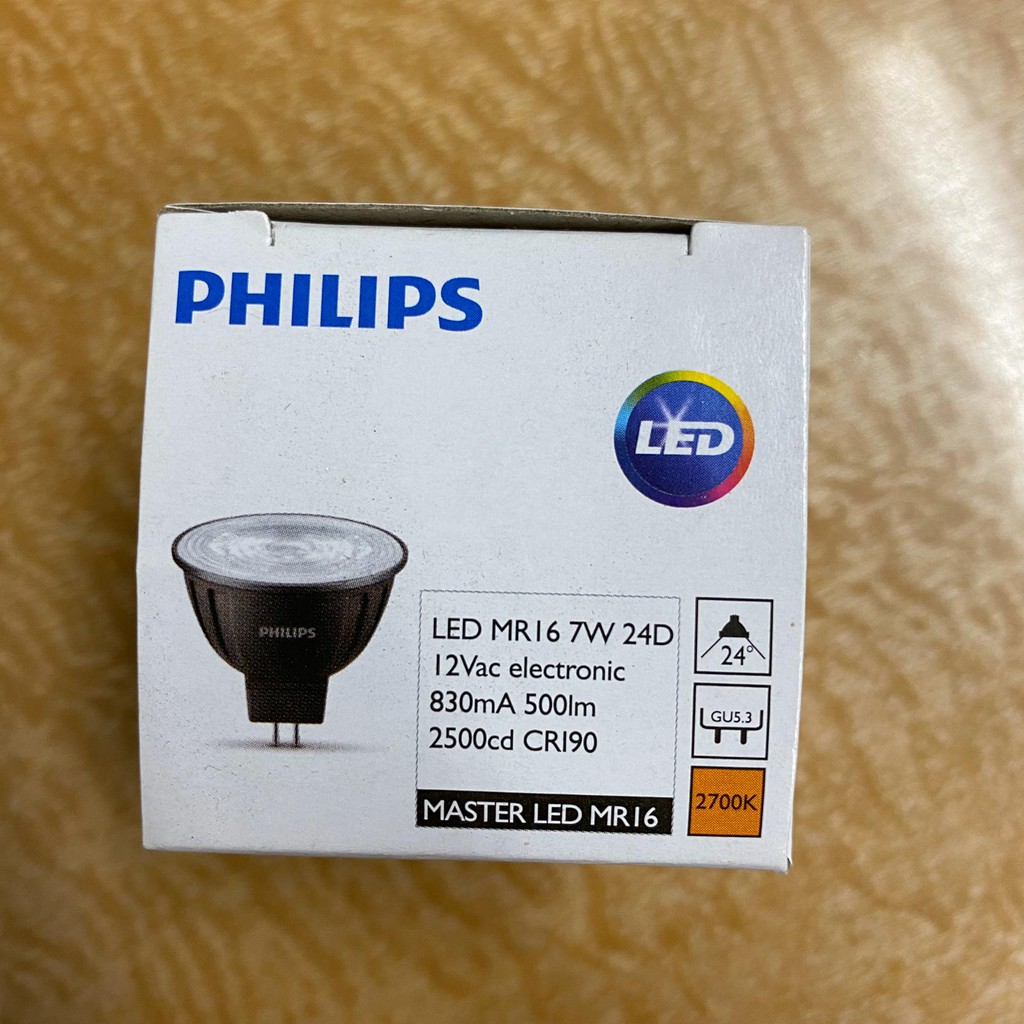 PHILIPS
LED
PHILIPS
LED MR16 7W 24D
12Vac electronic
830mA 500lm
2500cd CRI90
MASTER LED MR16
24°
GU5.3
2700K